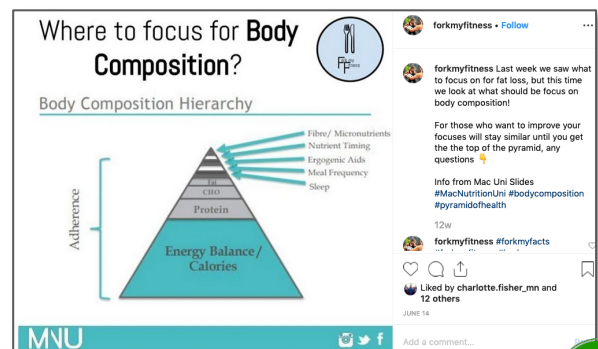 Where to focus for Body
Composition?
Body Composition Hierarchy
Fibre/ Micronutrients
Nutrient Timing
Ergogenic Aids
Meal Frequency
Sleep
Fat
CHO
Protein
Energy Balance/
Calories
Adherence
MNU
forkmyfitness • Follow
forkmyfitness Last week we saw what
to focus on for fat loss, but this time
we look at what should be focus on
body composition!
For those who want to improve your
focuses will stay similar until you get
the the top of the pyramid, any
questions 👇
Info from Mac Uni Slides
#MacNutritionUni #bodycomposition
#pyramidofhealth
12w
forkmyfitness #forkmyfacts
Liked by charlotte.fisher_mn and
12 others
JUNE 14
Add a comment...